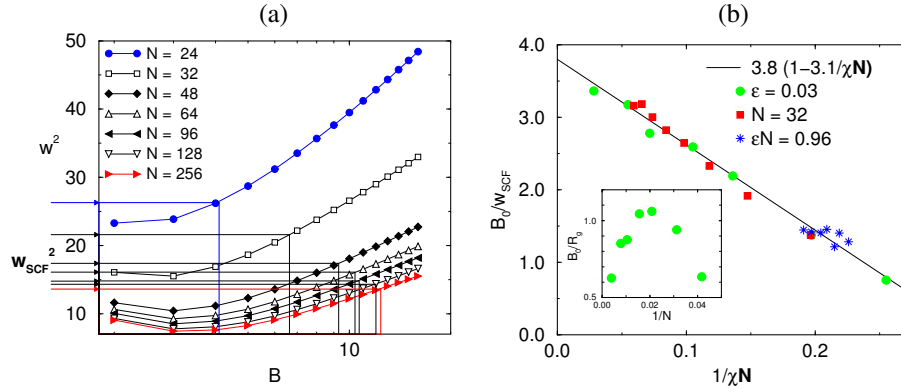 (a)
50
40
30
20
10
w²
w_SCF²
N = 24
N = 32
N = 48
N = 64
N = 96
N = 128
N = 256
10
B
(b)
4.0
3.0
2.0
1.0
0.0
B₀/w_SCF
3.8 (1−3.1/χN)
ε = 0.03
N = 32
εN = 0.96
1.0
0.5
B₀/R_g
0.00
0.02
0.04
1/N
0.0
0.1
0.2
1/χN